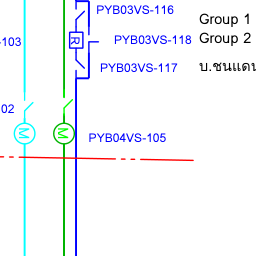 PYB03VS-116
Group 1
-103
PYB03VS-118
Group 2
R
PYB03VS-117
บ.ชนแดน
02
M
M
PYB04VS-105